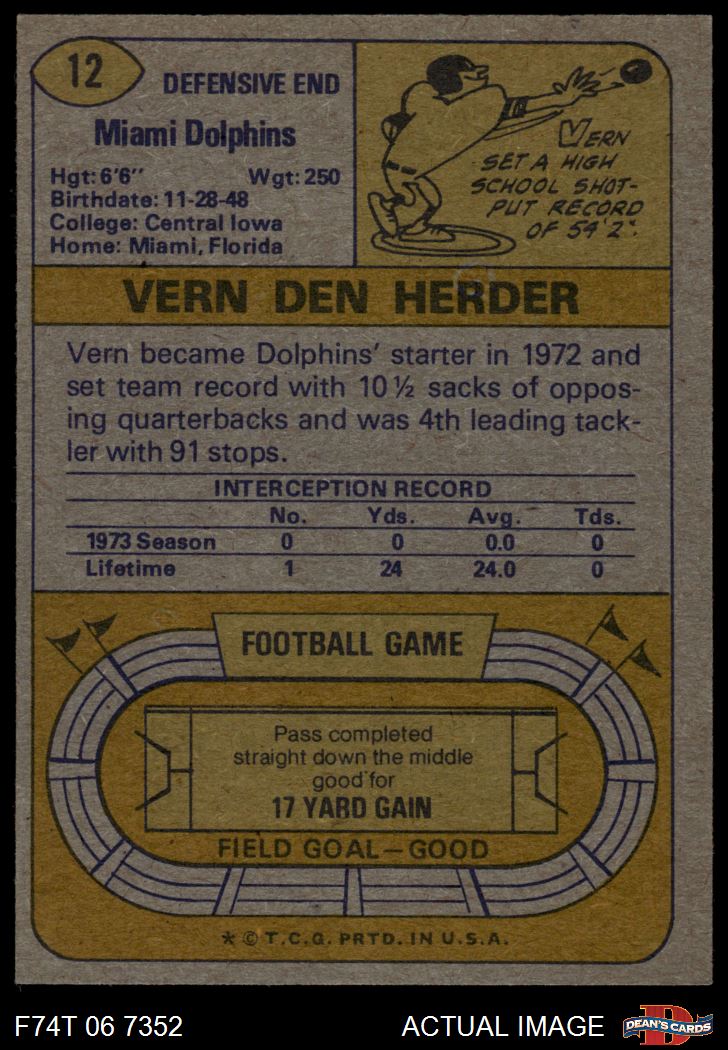 12
DEFENSIVE END
Miami Dolphins
Hgt: 6'6" Wgt: 250
Birthdate: 11-28-48
College: Central Iowa
Home: Miami, Florida
VERN
SET A HIGH
SCHOOL SHOT-
PUT RECORD
OF 54'2".
VERN DEN HERDER
Vern became Dolphins' starter in 1972 and
set team record with 10½ sacks of oppos-
ing quarterbacks and was 4th leading tack-
ler with 91 stops.
INTERCEPTION RECORD
No. Yds. Avg. Tds.
1973 Season 0 0 0.0 0
Lifetime 1 24 24.0 0
FOOTBALL GAME
Pass completed
straight down the middle
good for
17 YARD GAIN
FIELD GOAL—GOOD
* © T.C.G. PRTD. IN U.S.A.
F74T 06 7352 ACTUAL IMAGE
D
DEAN'S CARDS